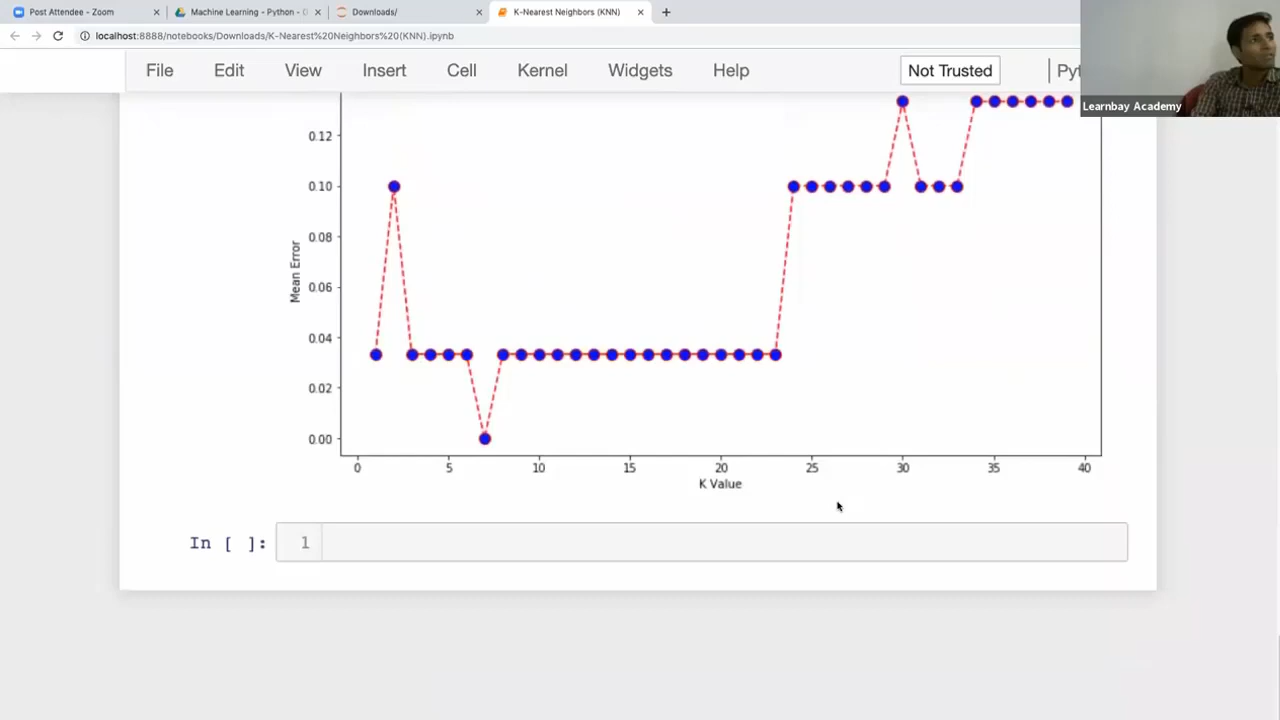 Post Attendee - Zoom
Machine Learning - Python -
Downloads/
K-Nearest Neighbors (KNN)
localhost:8888/notebooks/Downloads/K-Nearest%20Neighbors%20(KNN).ipynb
File Edit View Insert Cell Kernel Widgets Help Not Trusted
Learnbay Academy
0.12
0.10
0.08
0.06
0.04
0.02
0.00
Mean Error
0 5 10 15 20 25 30 35 40
K Value
In [ ]: 1